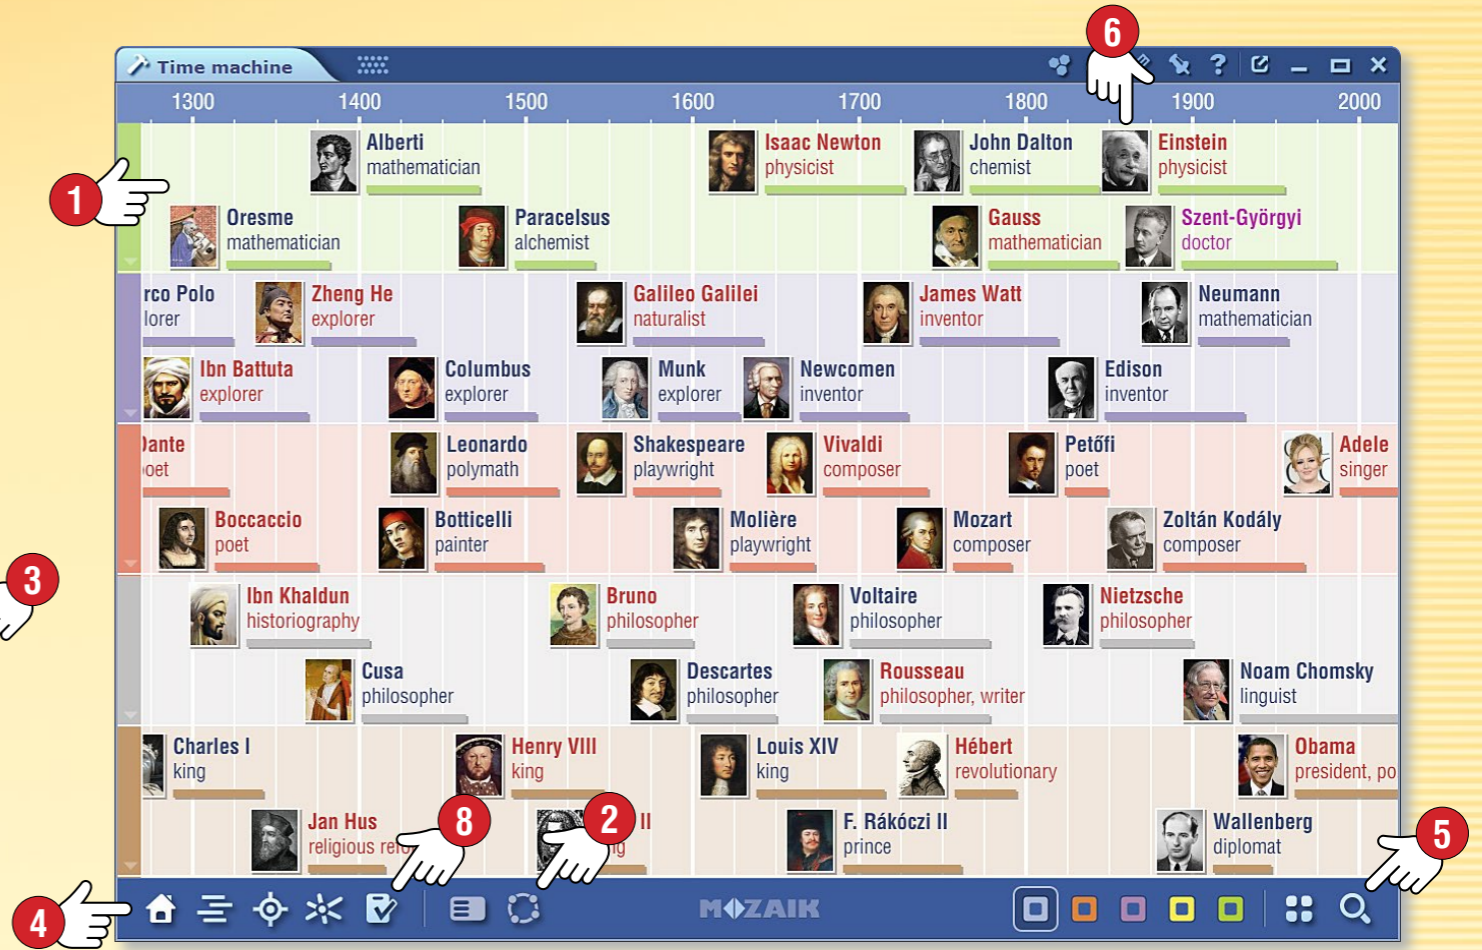 6
Time machine
?
1300 1400 1500 1600 1700 1800 1900 2000
1
Alberti
mathematician
Isaac Newton
physicist
John Dalton
chemist
Einstein
physicist
Oresme
mathematician
Paracelsus
alchemist
Gauss
mathematician
Szent-Györgyi
doctor
rco Polo
lorer
Zheng He
explorer
Galileo Galilei
naturalist
James Watt
inventor
Neumann
mathematician
Ibn Battuta
explorer
Columbus
explorer
Munk
explorer
Newcomen
inventor
Edison
inventor
Dante
poet
Leonardo
polymath
Shakespeare
playwright
Vivaldi
composer
Petőfi
poet
Adele
singer
Boccaccio
poet
Botticelli
painter
Molière
playwright
Mozart
composer
Zoltán Kodály
composer
3
Ibn Khaldun
historiography
Bruno
philosopher
Voltaire
philosopher
Nietzsche
philosopher
Cusa
philosopher
Descartes
philosopher
Rousseau
philosopher, writer
Noam Chomsky
linguist
Charles I
king
Henry VIII
king
Louis XIV
king
Hébert
revolutionary
Obama
president, po
Jan Hus
religious refo
8
2
II
F. Rákóczi II
prince
Wallenberg
diplomat
5
4
MOZAIK